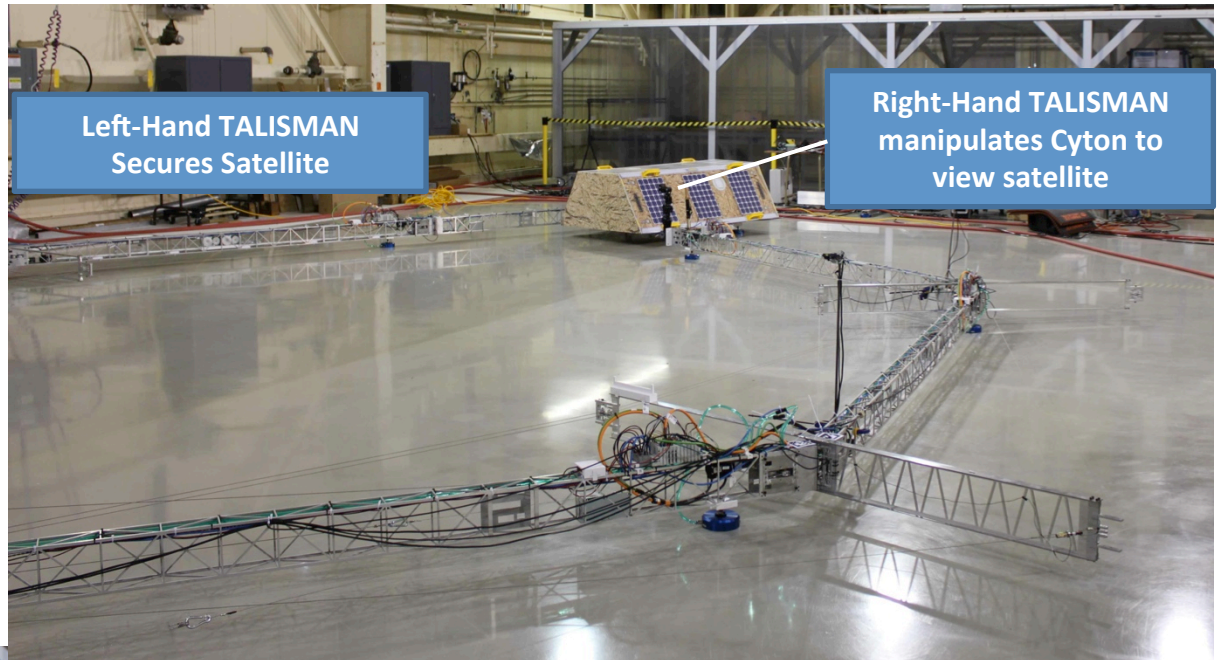 Left-Hand TALISMAN
Secures Satellite
Right-Hand TALISMAN
manipulates Cyton to
view satellite